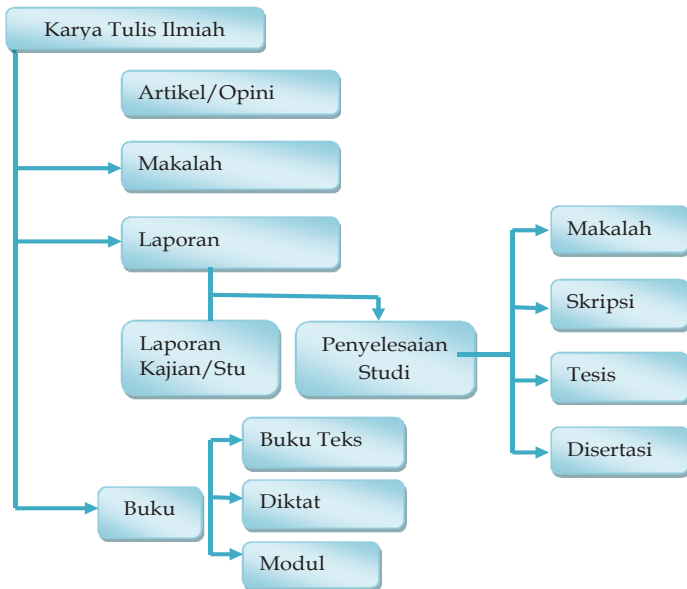 Karya Tulis Ilmiah
Artikel/Opini
Makalah
Laporan
Laporan
Kajian/Stu
Penyelesaian
Studi
Makalah
Skripsi
Tesis
Disertasi
Buku
Buku Teks
Diktat
Modul